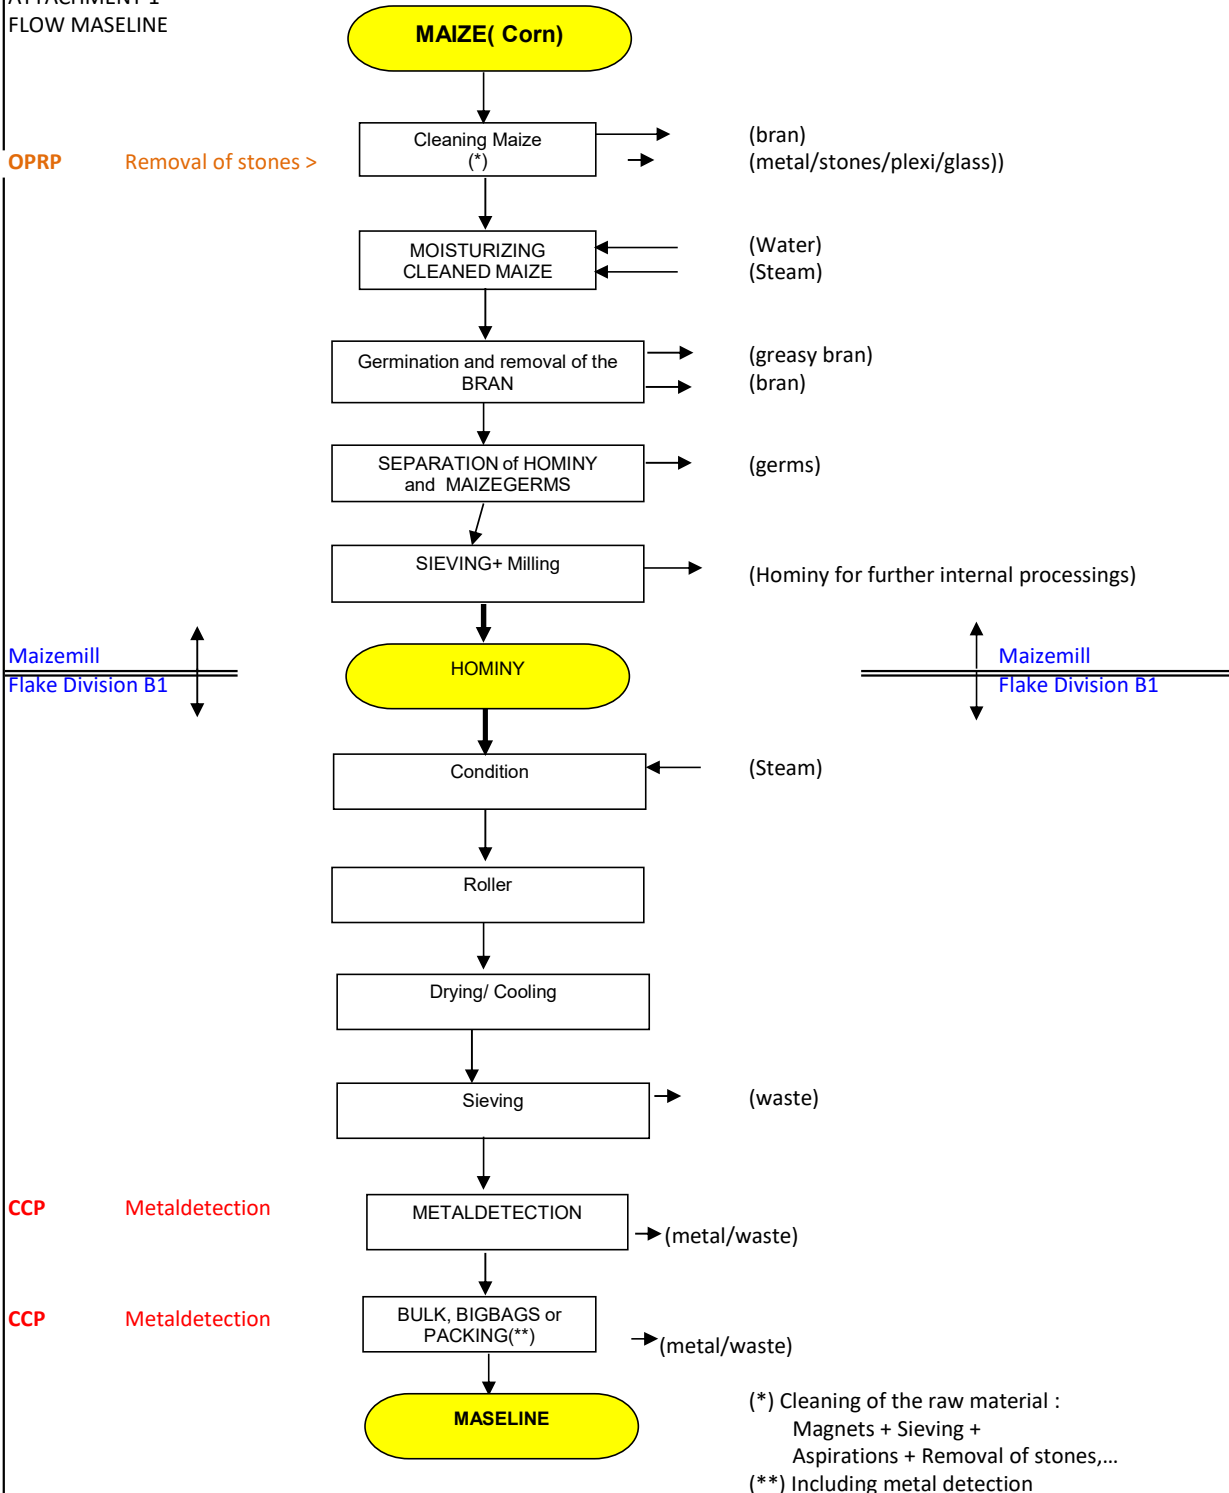 ATTACHMENT 1
FLOW MASELINE
MAIZE( Corn)
Cleaning Maize
(*)
(bran)
OPRP Removal of stones >
(metal/stones/plexi/glass))
MOISTURIZING
CLEANED MAIZE
(Water)
(Steam)
Germination and removal of the
BRAN
(greasy bran)
(bran)
SEPARATION of HOMINY
and MAIZEGERMS
(germs)
SIEVING+ Milling
(Hominy for further internal processings)
Maizemill
Flake Division B1
HOMINY
Maizemill
Flake Division B1
Condition
(Steam)
Roller
Drying/ Cooling
Sieving
(waste)
CCP Metaldetection
METALDETECTION
(metal/waste)
CCP Metaldetection
BULK, BIGBAGS or
PACKING(**)
(metal/waste)
MASELINE
(*) Cleaning of the raw material :
Magnets + Sieving +
Aspirations + Removal of stones,...
(**) Including metal detection